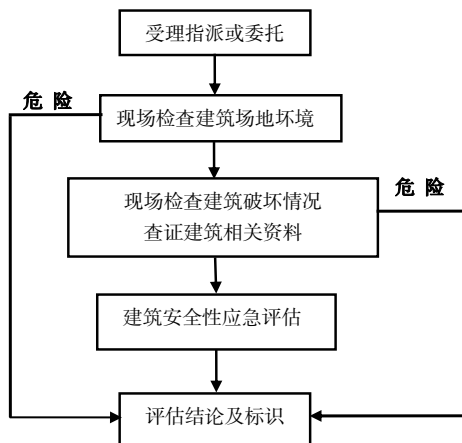 受理指派或委托
危 险
现场检查建筑场地坏境
危 险
现场检查建筑破坏情况
查证建筑相关资料
建筑安全性应急评估
评估结论及标识